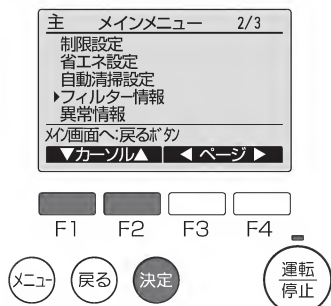 主 メインメニュー 2/3
制限設定
省エネ設定
自動清掃設定
▶フィルター情報
異常情報
メイン画面へ:戻るボタン
▼カーソル▲ ◀ ページ ▶
F1 F2 F3 F4
メニュー 戻る 決定 運転
停止